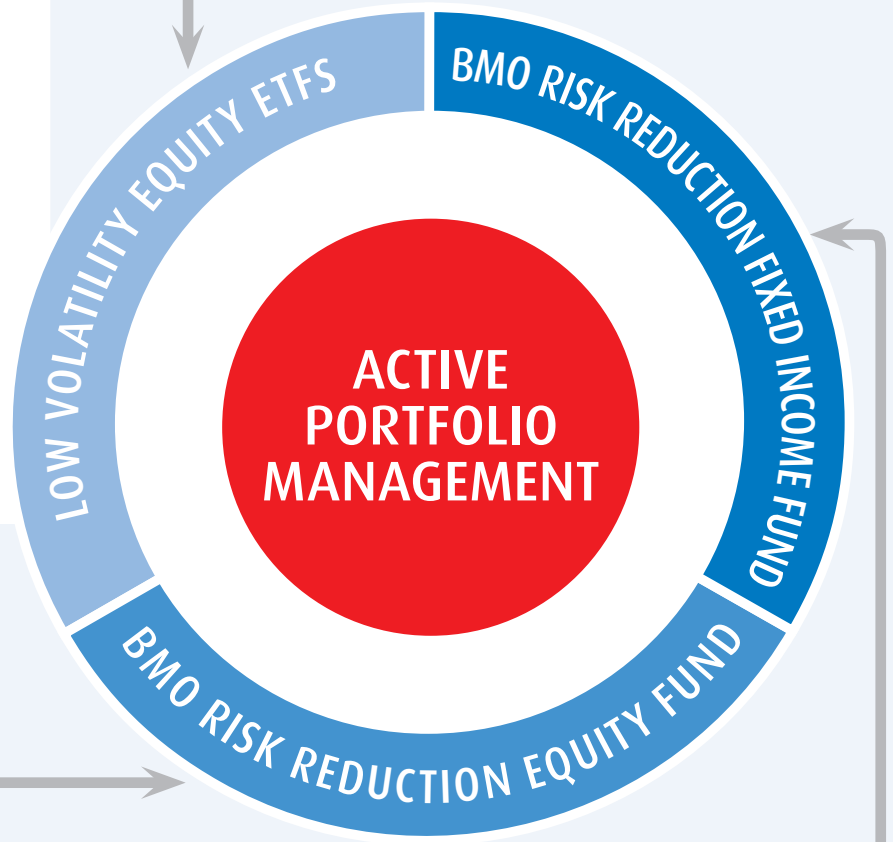 LOW VOLATILITY EQUITY ETFS
BMO RISK REDUCTION FIXED INCOME FUND
ACTIVE
PORTFOLIO
MANAGEMENT
BMO RISK REDUCTION EQUITY FUND